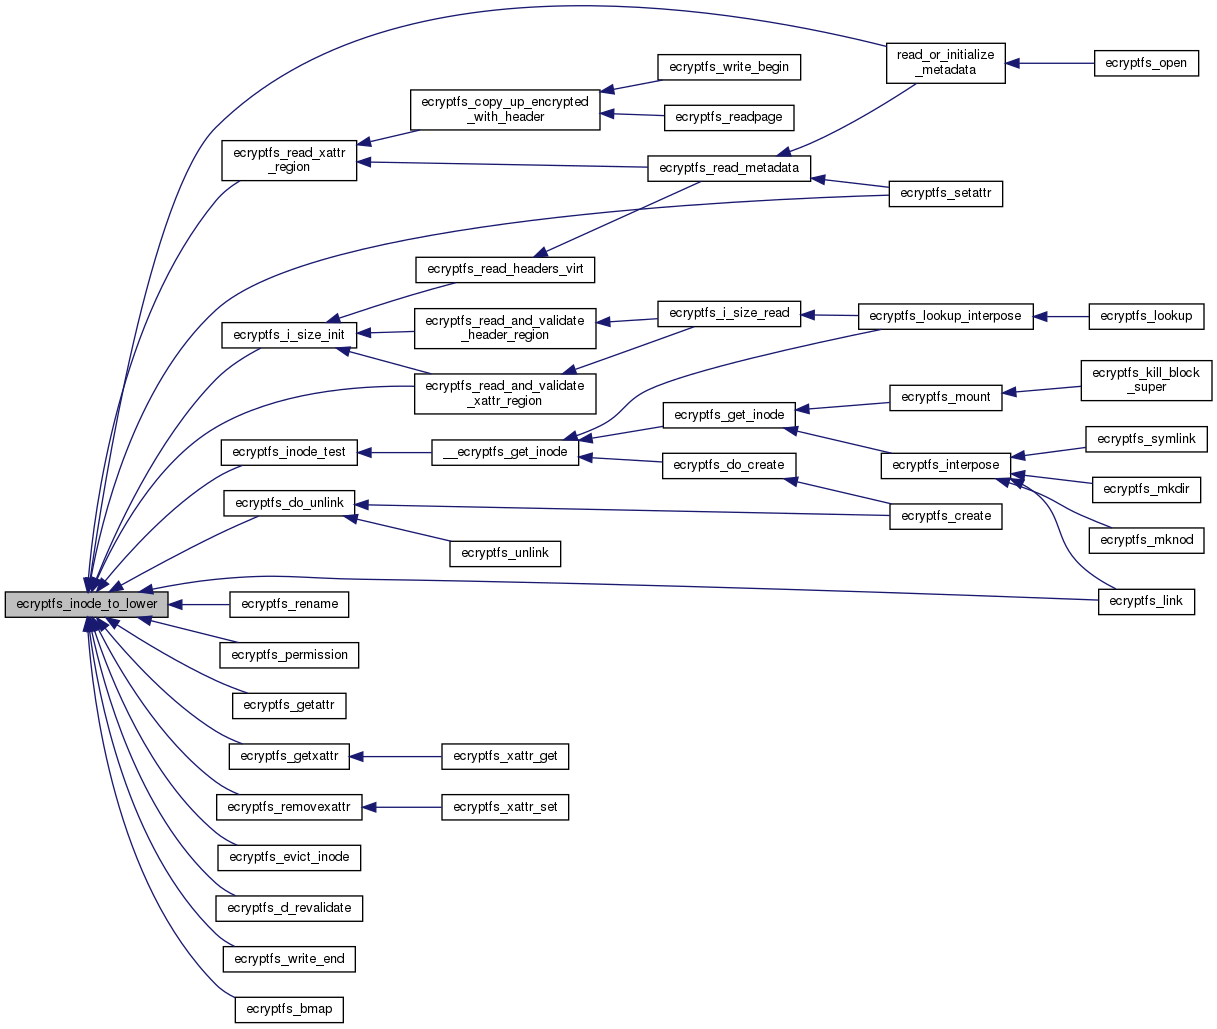 read_or_initialize
_metadata
ecryptfs_open
ecryptfs_write_begin
ecryptfs_copy_up_encrypted
_with_header
ecryptfs_readpage
ecryptfs_read_xattr
_region
ecryptfs_read_metadata
ecryptfs_setattr
ecryptfs_read_headers_virt
ecryptfs_i_size_init
ecryptfs_read_and_validate
_header_region
ecryptfs_i_size_read
ecryptfs_lookup_interpose
ecryptfs_lookup
ecryptfs_read_and_validate
_xattr_region
ecryptfs_kill_block
_super
ecryptfs_mount
ecryptfs_get_inode
ecryptfs_inode_test
__ecryptfs_get_inode
ecryptfs_do_create
ecryptfs_interpose
ecryptfs_symlink
ecryptfs_mkdir
ecryptfs_do_unlink
ecryptfs_create
ecryptfs_mknod
ecryptfs_unlink
ecryptfs_inode_to_lower
ecryptfs_rename
ecryptfs_link
ecryptfs_permission
ecryptfs_getattr
ecryptfs_getxattr
ecryptfs_xattr_get
ecryptfs_removexattr
ecryptfs_xattr_set
ecryptfs_evict_inode
ecryptfs_d_revalidate
ecryptfs_write_end
ecryptfs_bmap